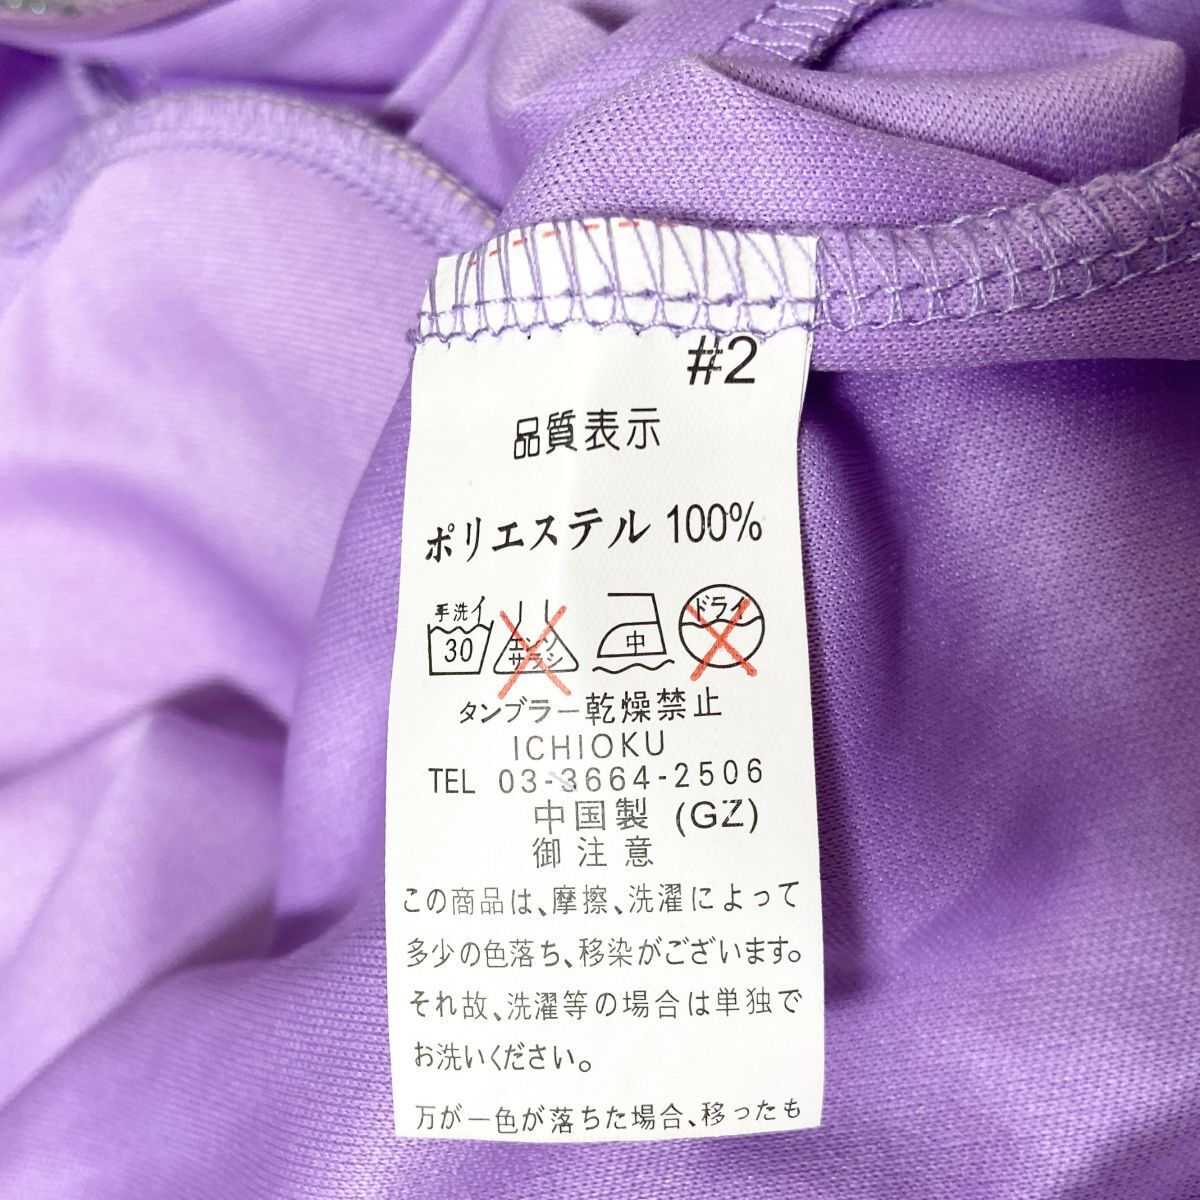 #2
品質表示
ポリエステル 100%
手洗イ
30
エンソ
サラシ
中
ドライ
タンブラー乾燥禁止
ICHIOKU
TEL 03-3664-2506
中国製 (GZ)
御注意
この商品は、摩擦、洗濯によって
多少の色落ち、移染がございます。
それ故、洗濯等の場合は単独で
お洗いください。
万が一色が落ちた場合、移ったも